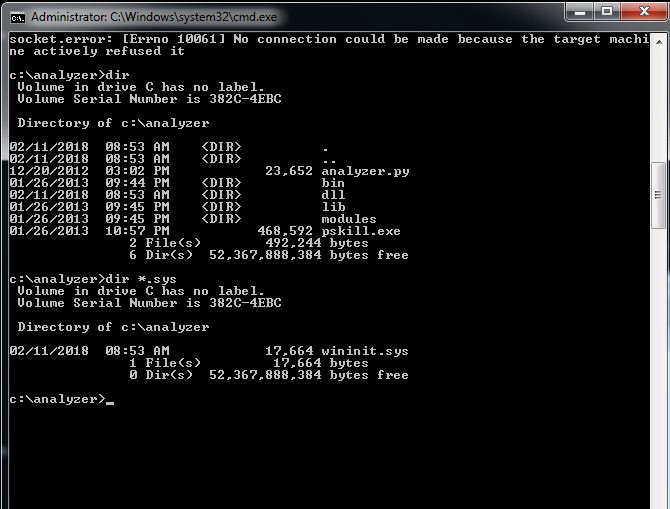 Administrator: C:\Windows\system32\cmd.exe
socket.error: [Errno 10061] No connection could be made because the target machi
ne actively refused it

c:\analyzer>dir
 Volume in drive C has no label.
 Volume Serial Number is 382C-4EBC

 Directory of c:\analyzer

02/11/2018  08:53 AM    <DIR>          .
02/11/2018  08:53 AM    <DIR>          ..
12/20/2012  03:02 PM            23,652 analyzer.py
01/26/2013  09:44 PM    <DIR>          bin
02/11/2018  08:53 AM    <DIR>          dll
01/26/2013  09:45 PM    <DIR>          lib
01/26/2013  09:45 PM    <DIR>          modules
01/26/2013  10:57 PM           468,592 pskill.exe
               2 File(s)        492,244 bytes
               6 Dir(s)  52,367,888,384 bytes free

c:\analyzer>dir *.sys
 Volume in drive C has no label.
 Volume Serial Number is 382C-4EBC

 Directory of c:\analyzer

02/11/2018  08:53 AM            17,664 wininit.sys
               1 File(s)         17,664 bytes
               0 Dir(s)  52,367,888,384 bytes free

c:\analyzer>_